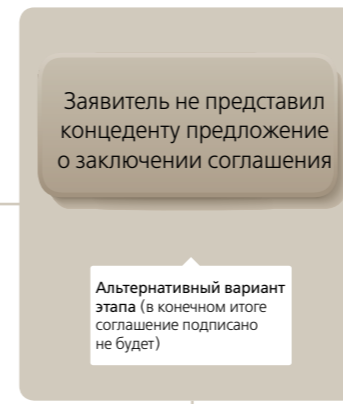 Заявитель не представил
концеденту предложение
о заключении соглашения
Альтернативный вариант
этапа (в конечном итоге
соглашение подписано
не будет)